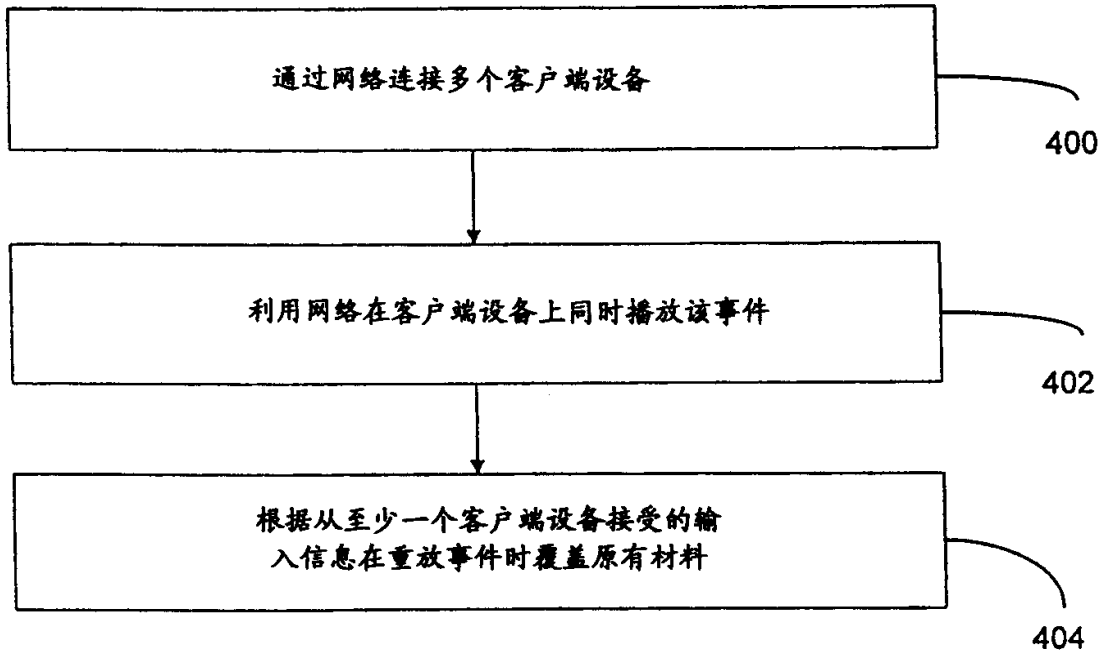 通过网络连接多个客户端设备
400
利用网络在客户端设备上同时播放该事件
402
根据从至少一个客户端设备接受的输
入信息在重放事件时覆盖原有材料
404